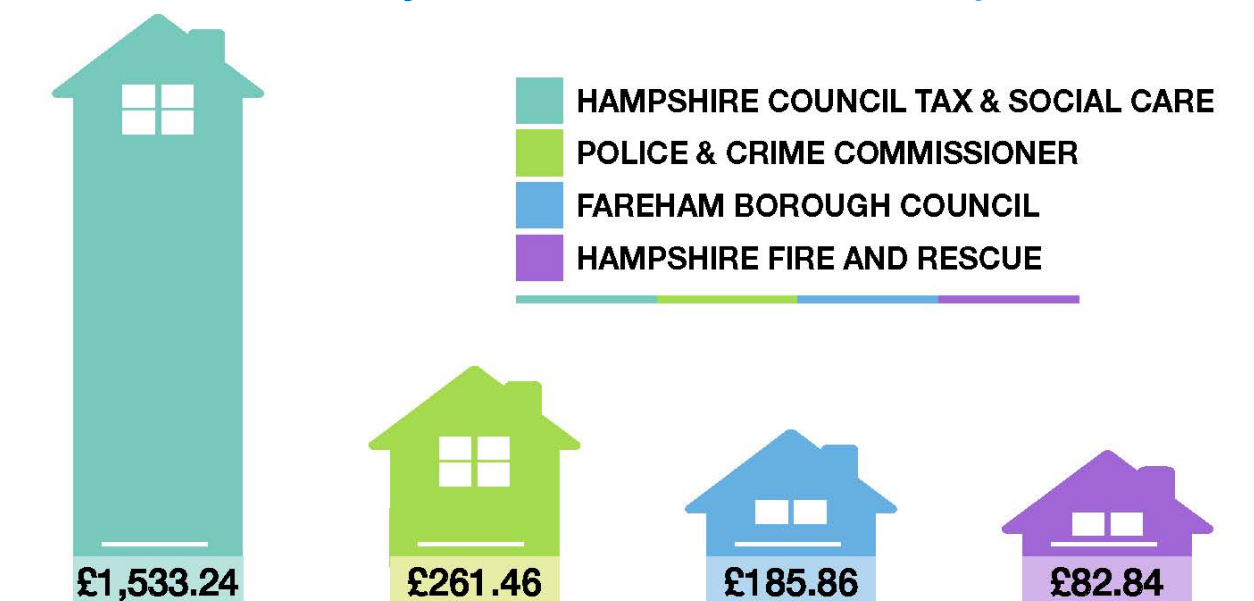 HAMPSHIRE COUNCIL TAX & SOCIAL CARE
POLICE & CRIME COMMISSIONER
FAREHAM BOROUGH COUNCIL
HAMPSHIRE FIRE AND RESCUE
£1,533.24
£261.46
£185.86
£82.84